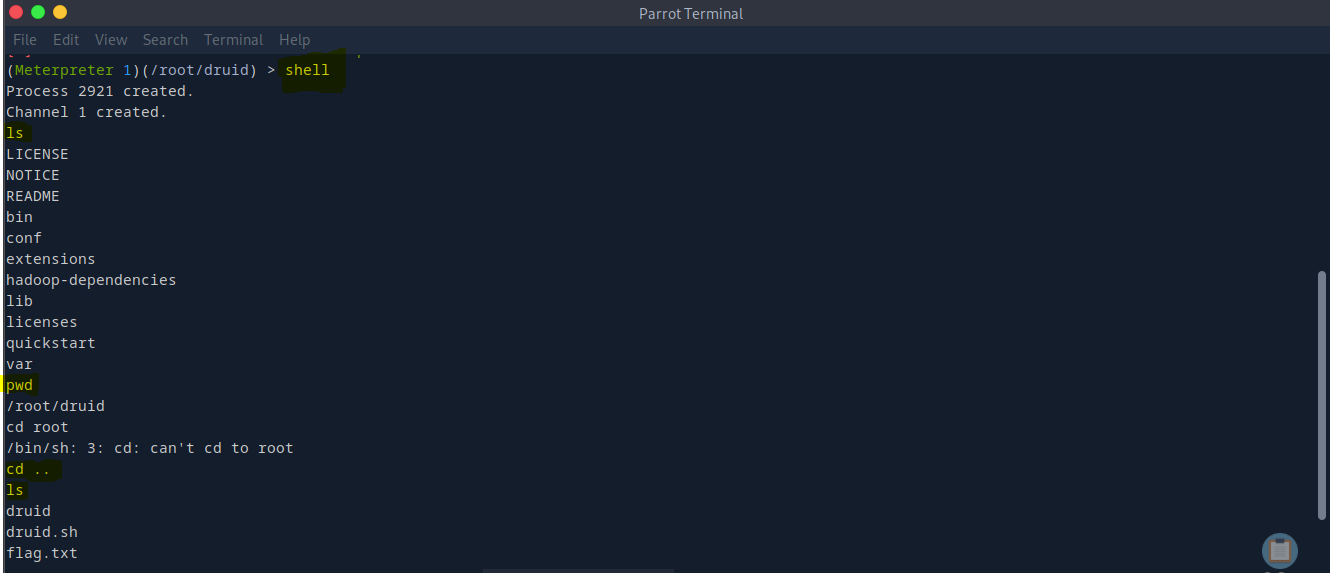 Parrot Terminal
File Edit View Search Terminal Help
(Meterpreter 1)(/root/druid) > shell
Process 2921 created.
Channel 1 created.
ls
LICENSE
NOTICE
README
bin
conf
extensions
hadoop-dependencies
lib
licenses
quickstart
var
pwd
/root/druid
cd root
/bin/sh: 3: cd: can't cd to root
cd ..
ls
druid
druid.sh
flag.txt